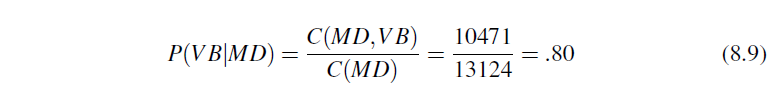 P(VB|MD) = C(MD,VB) / C(MD) = 10471 / 13124 = .80 (8.9)